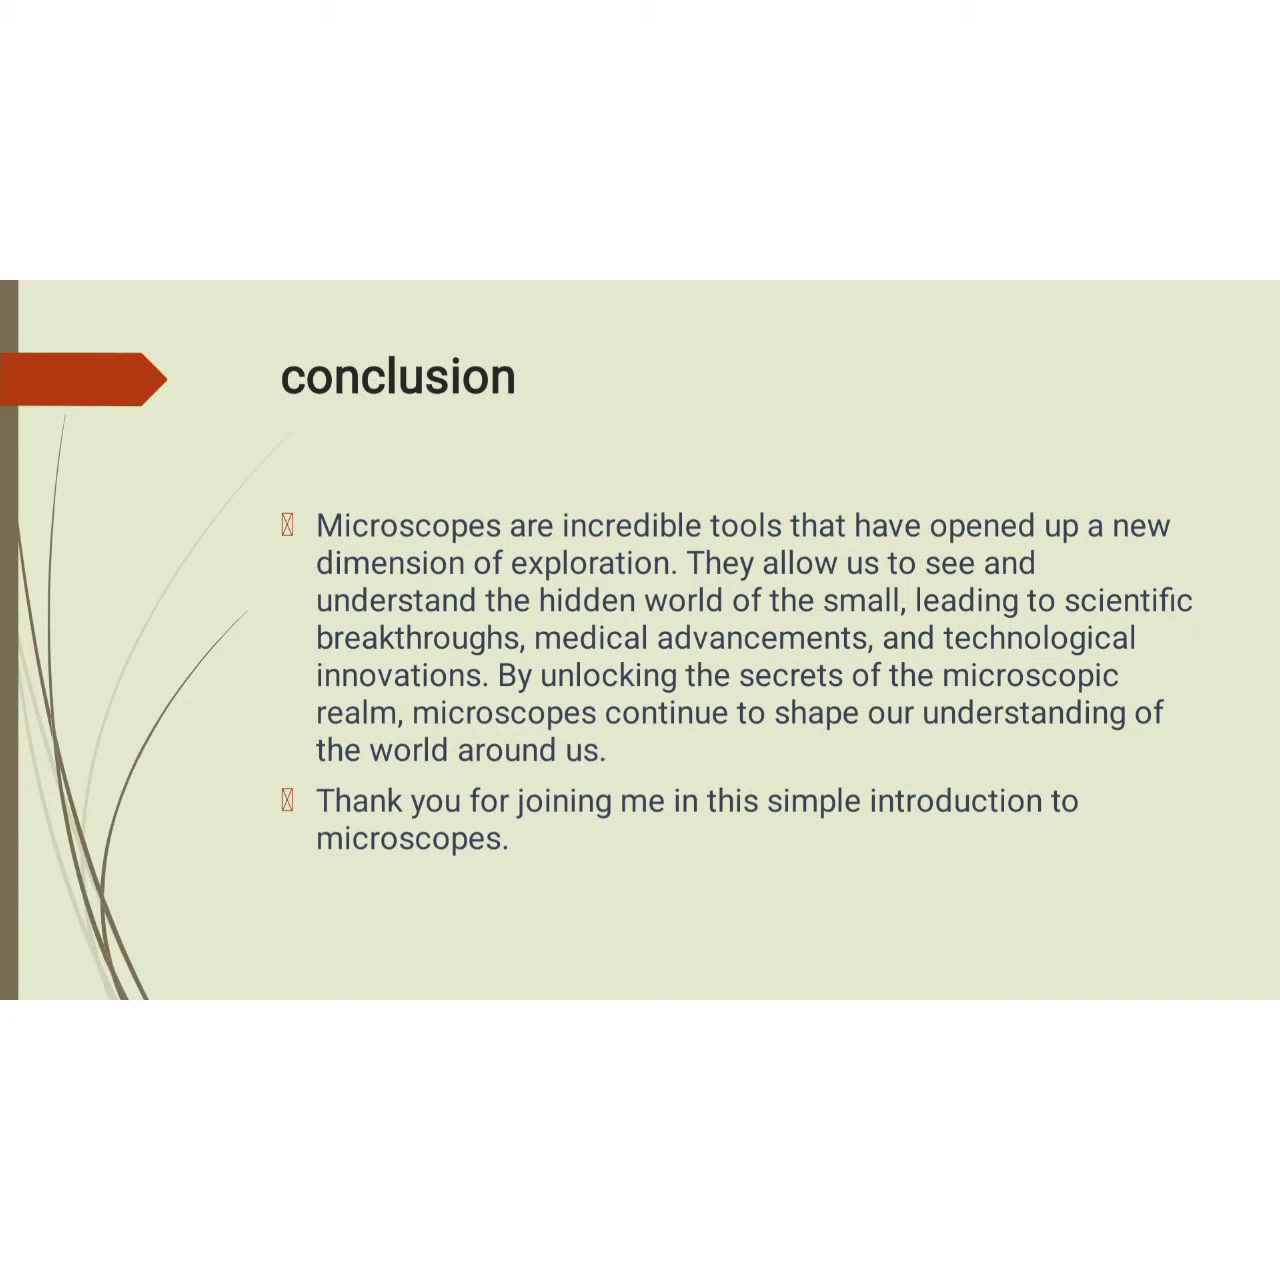 conclusion
Microscopes are incredible tools that have opened up a new
dimension of exploration. They allow us to see and
understand the hidden world of the small, leading to scientific
breakthroughs, medical advancements, and technological
innovations. By unlocking the secrets of the microscopic
realm, microscopes continue to shape our understanding of
the world around us.
Thank you for joining me in this simple introduction to
microscopes.